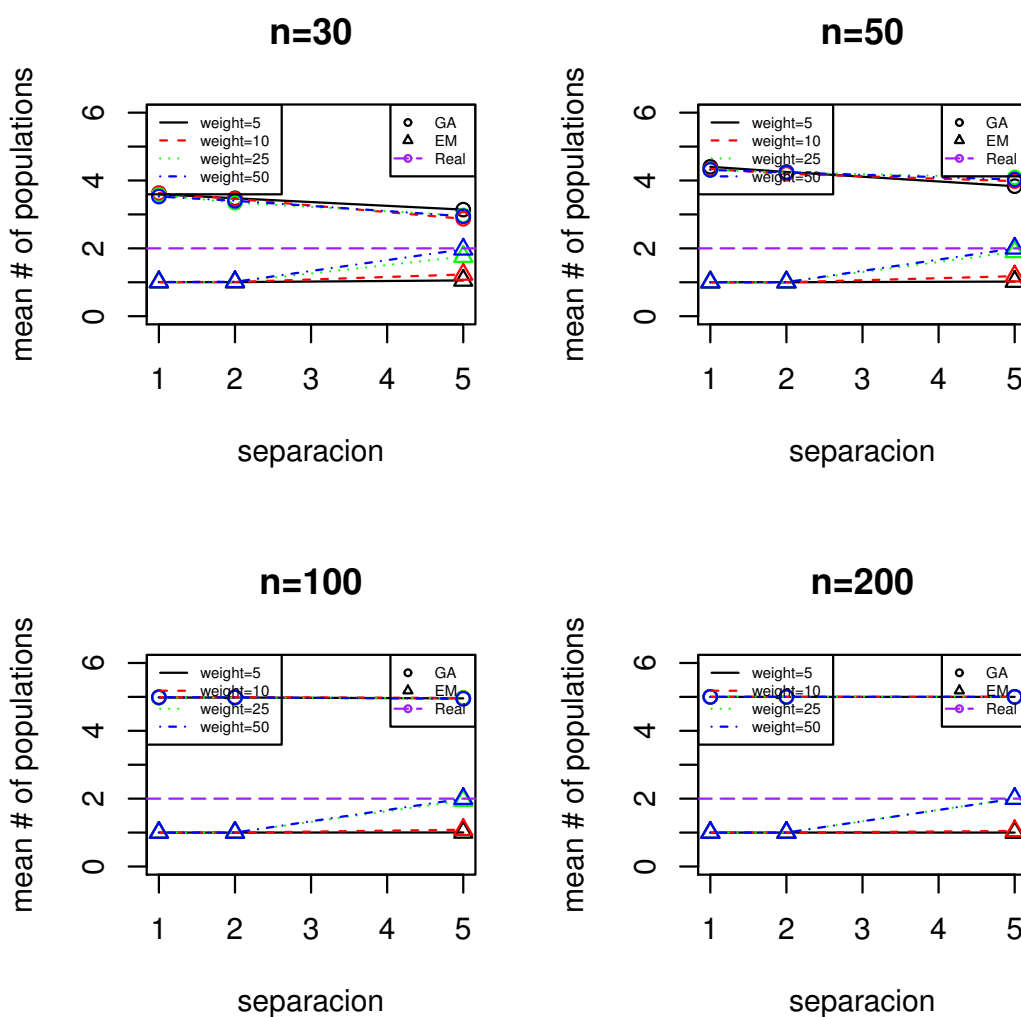 n=30
mean # of populations
0 2 4 6
weight=5
weight=10
weight=25
weight=50
GA
EM
Real
1 2 3 4 5
separacion
n=50
mean # of populations
0 2 4 6
weight=5
weight=10
weight=25
weight=50
GA
EM
Real
1 2 3 4 5
separacion
n=100
mean # of populations
0 2 4 6
weight=5
weight=10
weight=25
weight=50
GA
EM
Real
1 2 3 4 5
separacion
n=200
mean # of populations
0 2 4 6
weight=5
weight=10
weight=25
weight=50
GA
EM
Real
1 2 3 4 5
separacion